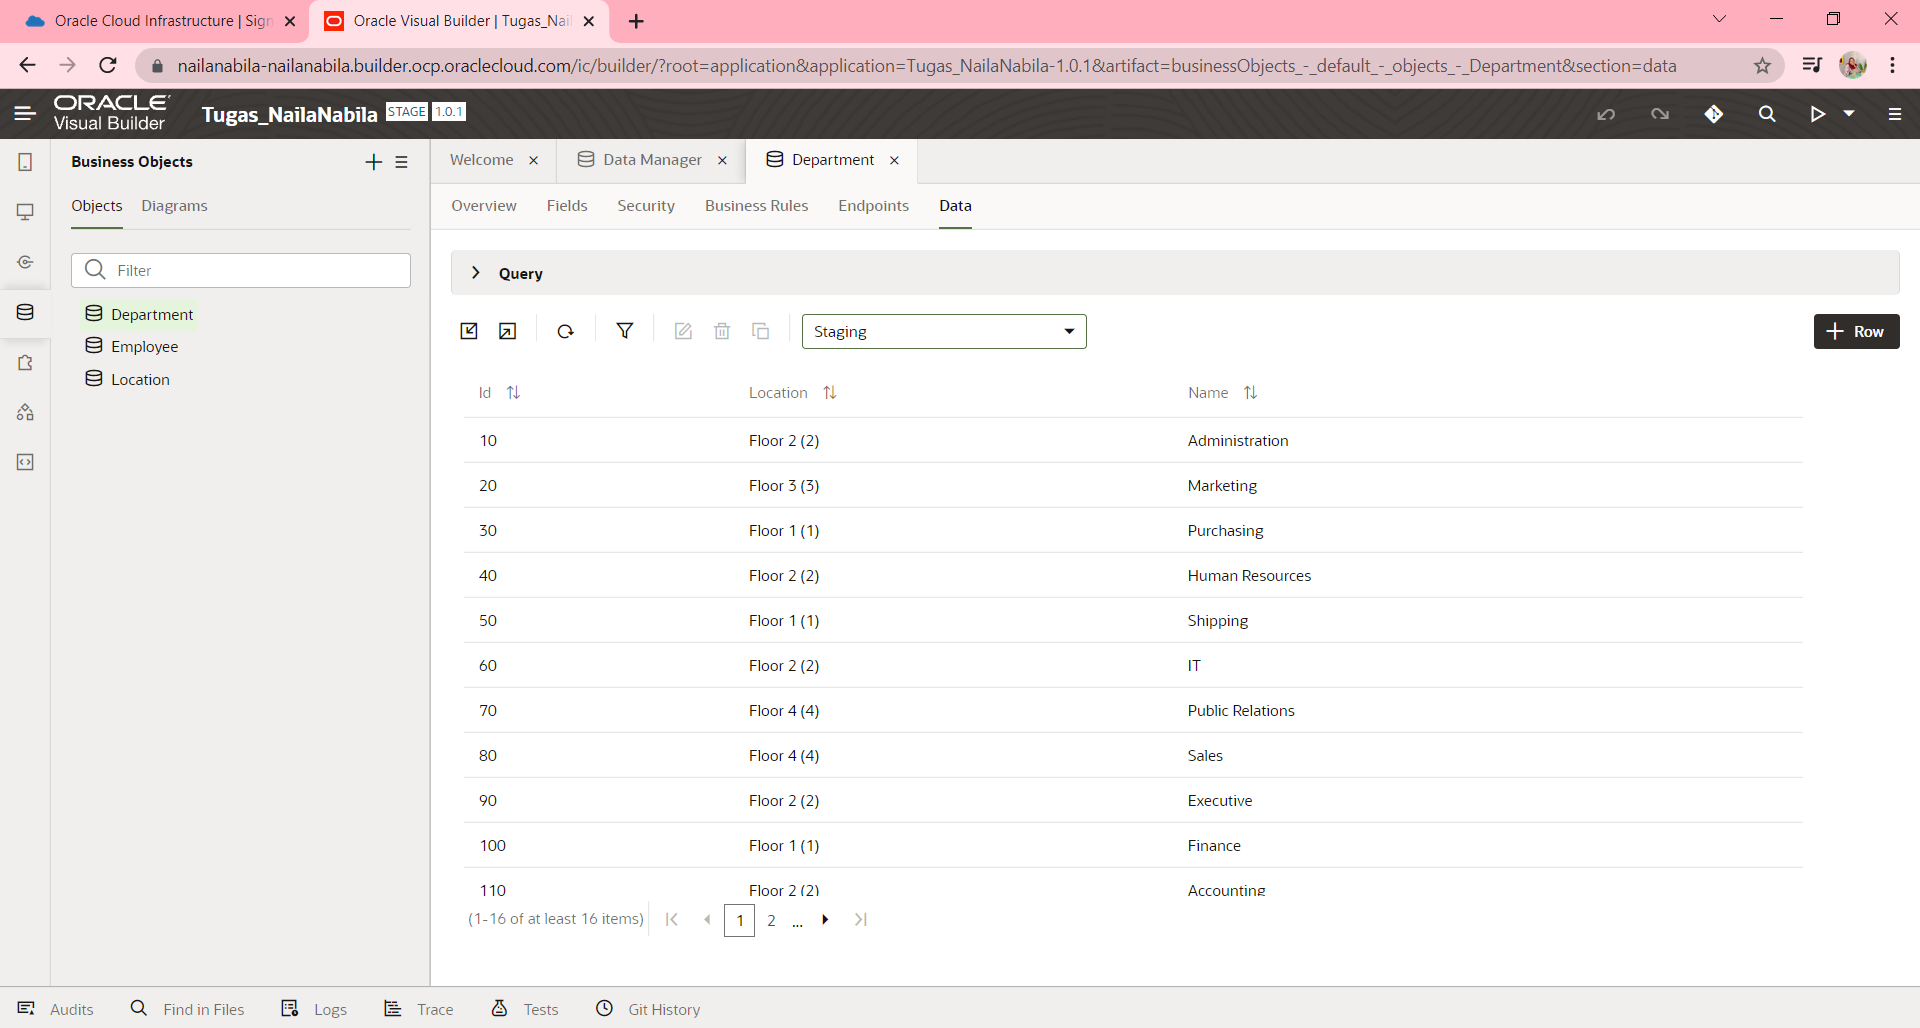 Oracle Cloud Infrastructure | Sign
Oracle Visual Builder | Tugas_Nail
nailanabila-nailanabila.builder.ocp.oraclecloud.com/ic/builder/?root=application&application=Tugas_NailaNabila-1.0.1&artifact=businessObjects_-_default_-_objects_-_Department&section=data
ORACLE
Visual Builder
Tugas_NailaNabila STAGE 1.0.1
Business Objects
Welcome
Data Manager
Department
Objects Diagrams
Overview Fields Security Business Rules Endpoints Data
Filter
Query
Department
Employee
Location
Staging
Row
Id Location Name
10 Floor 2 (2) Administration
20 Floor 3 (3) Marketing
30 Floor 1 (1) Purchasing
40 Floor 2 (2) Human Resources
50 Floor 1 (1) Shipping
60 Floor 2 (2) IT
70 Floor 4 (4) Public Relations
80 Floor 4 (4) Sales
90 Floor 2 (2) Executive
100 Floor 1 (1) Finance
110 Floor 2 (2) Accounting
(1-16 of at least 16 items) 1 2 ...
Audits Find in Files Logs Trace Tests Git History